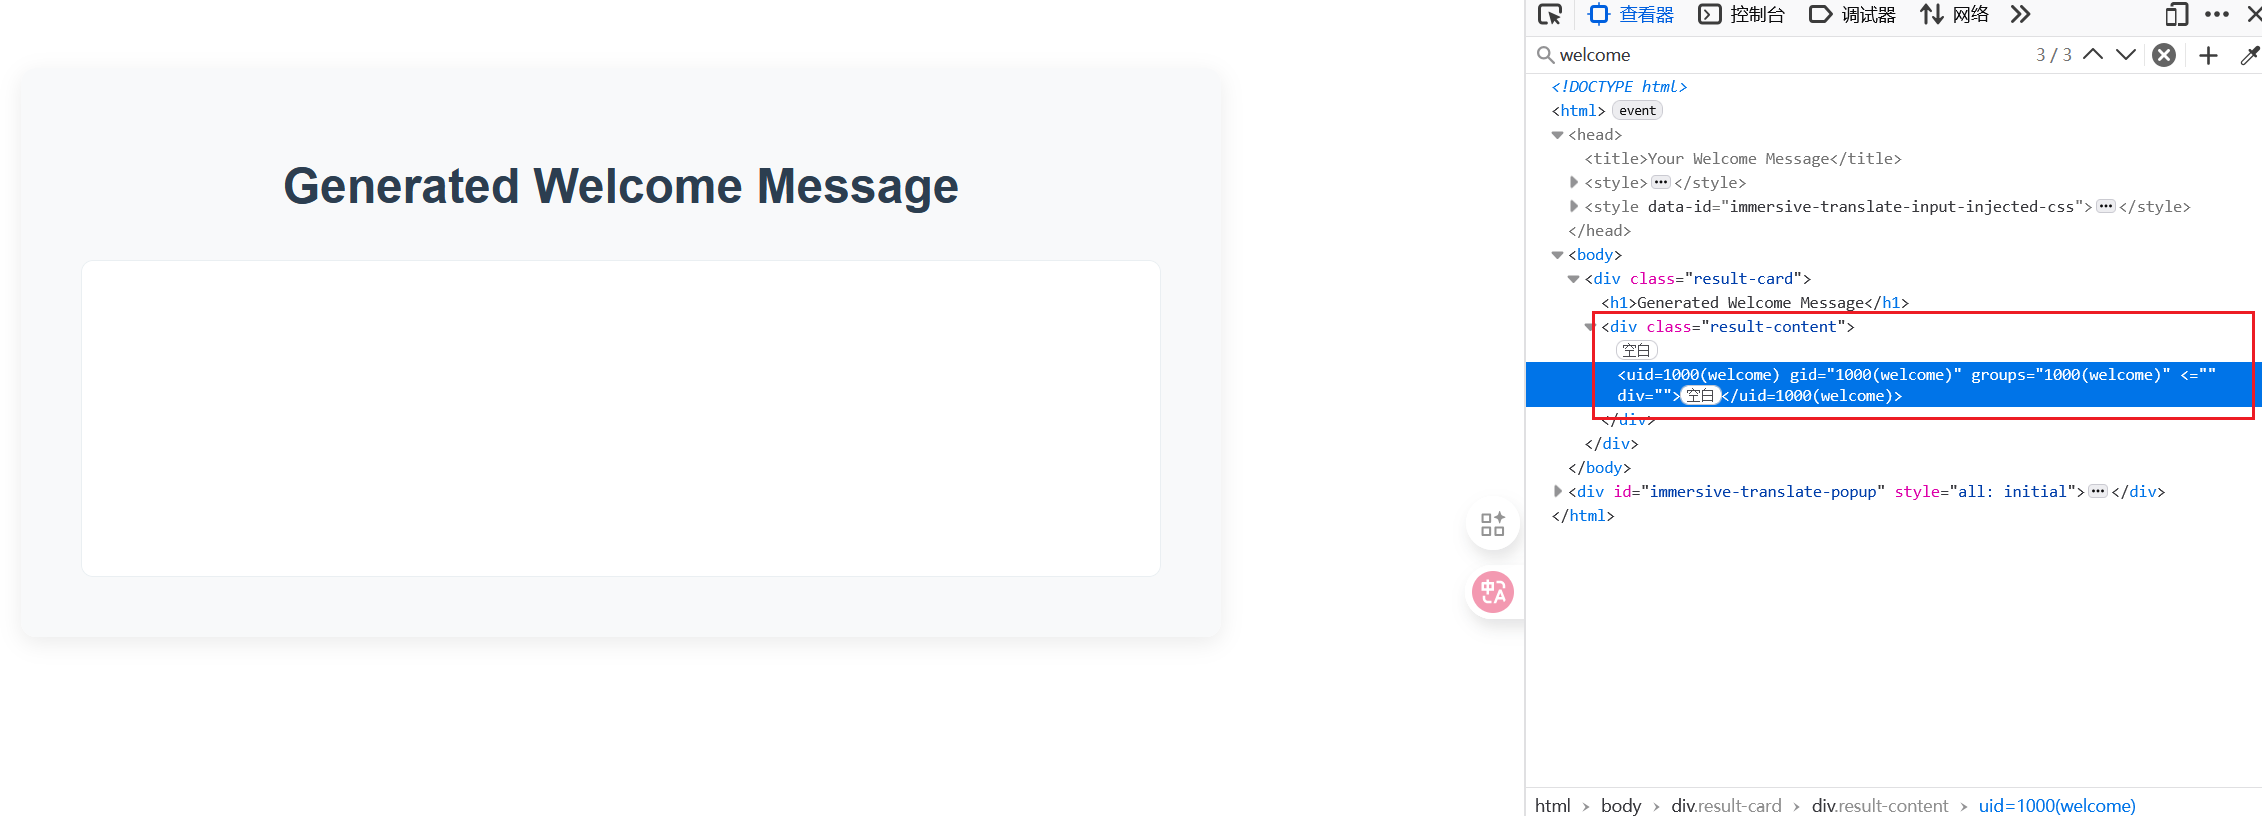 Generated Welcome Message
查看器 控制台 调试器 网络
welcome 3 / 3
<!DOCTYPE html>
<html> event
<head>
<title>Your Welcome Message</title>
<style> ··· </style>
<style data-id="immersive-translate-input-injected-css"> ··· </style>
</head>
<body>
<div class="result-card">
<h1>Generated Welcome Message</h1>
<div class="result-content">
空白
<uid=1000(welcome) gid="1000(welcome)" groups="1000(welcome)" <=""
div=""> 空白 </uid=1000(welcome)>
</div>
</div>
</body>
<div id="immersive-translate-popup" style="all: initial"> ··· </div>
</html>
html › body › div.result-card › div.result-content › uid=1000(welcome)
中 A